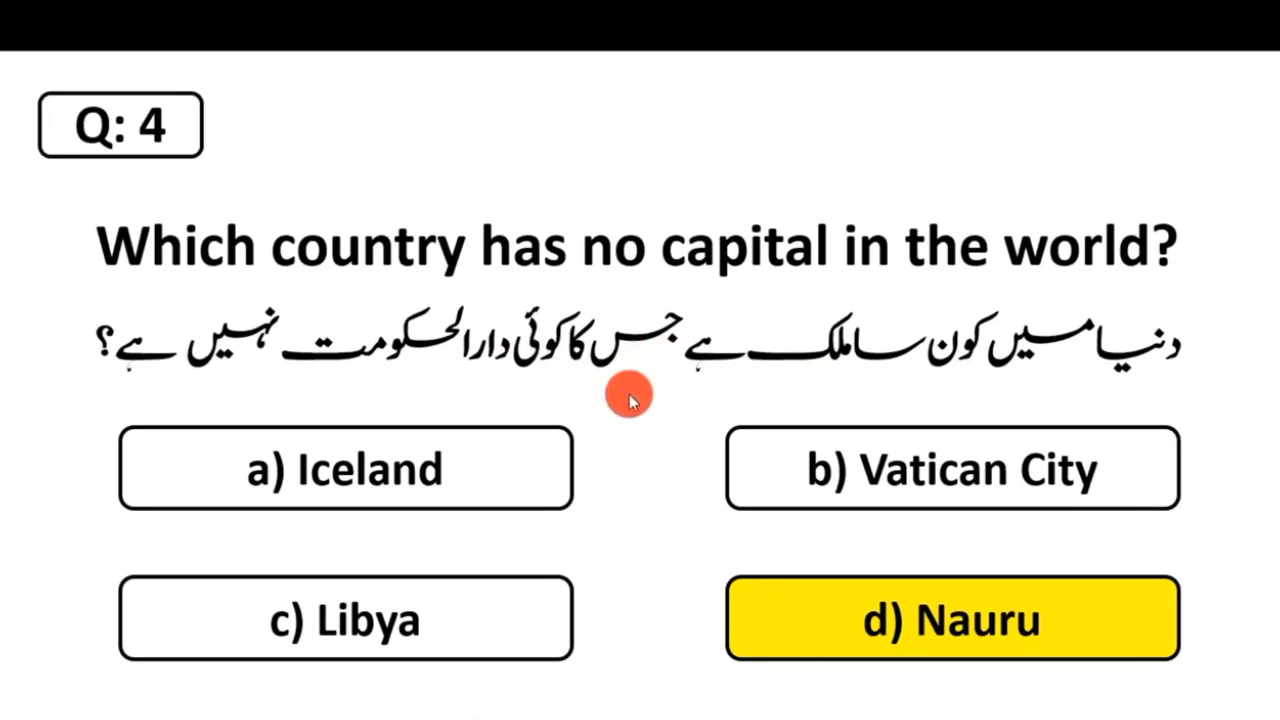 Q: 4
Which country has no capital in the world?
دنیا میں کون سا ملک ہے جس کا کوئی دارالحکومت نہیں ہے؟
a) Iceland
b) Vatican City
c) Libya
d) Nauru